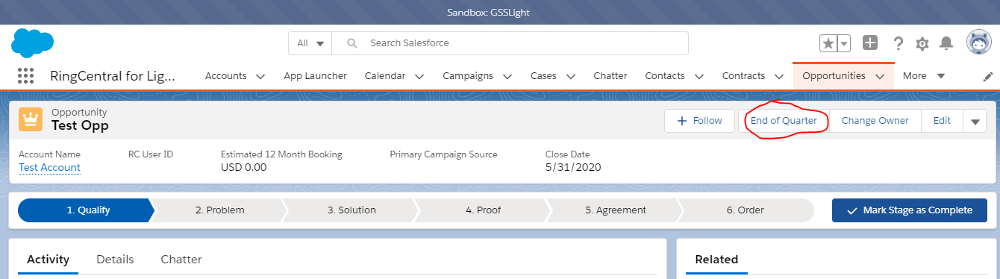 Sandbox: GSSLight
All Search Salesforce
RingCentral for Lig... Accounts App Launcher Calendar Campaigns Cases Chatter Contacts Contracts Opportunities More
Opportunity
Test Opp
+ Follow End of Quarter Change Owner Edit
Account Name RC User ID Estimated 12 Month Booking Primary Campaign Source Close Date
Test Account USD 0.00 5/31/2020
1. Qualify 2. Problem 3. Solution 4. Proof 5. Agreement 6. Order Mark Stage as Complete
Activity Details Chatter Related